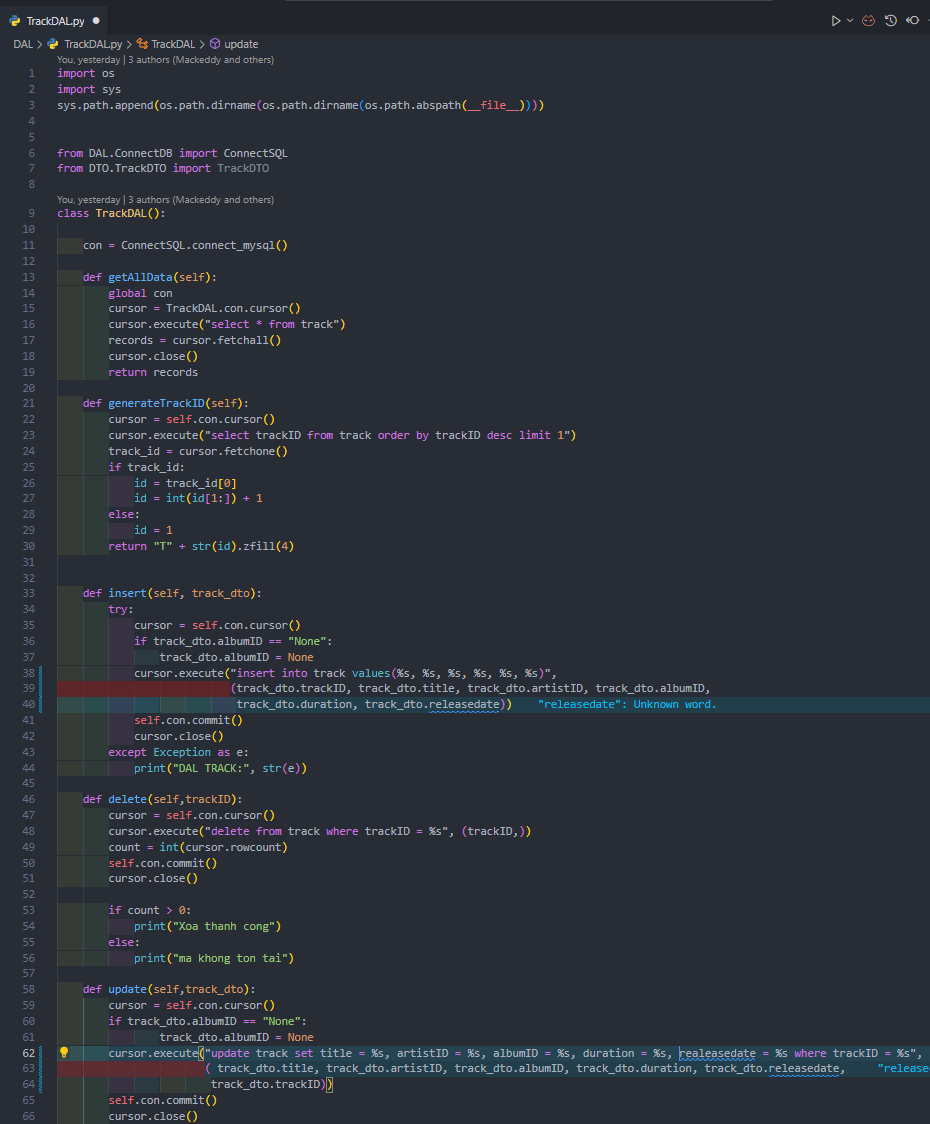 TrackDAL.py
DAL > TrackDAL.py > TrackDAL > update
You, yesterday | 3 authors (Mackeddy and others)
1 import os
2 import sys
3 sys.path.append(os.path.dirname(os.path.dirname(os.path.abspath(__file__))))
4
5
6 from DAL.ConnectDB import ConnectSQL
7 from DTO.TrackDTO import TrackDTO
8
You, yesterday | 3 authors (Mackeddy and others)
9 class TrackDAL():
10
11 con = ConnectSQL.connect_mysql()
12
13 def getAllData(self):
14 global con
15 cursor = TrackDAL.con.cursor()
16 cursor.execute("select * from track")
17 records = cursor.fetchall()
18 cursor.close()
19 return records
20
21 def generateTrackID(self):
22 cursor = self.con.cursor()
23 cursor.execute("select trackID from track order by trackID desc limit 1")
24 track_id = cursor.fetchone()
25 if track_id:
26 id = track_id[0]
27 id = int(id[1:]) + 1
28 else:
29 id = 1
30 return "T" + str(id).zfill(4)
31
32
33 def insert(self, track_dto):
34 try:
35 cursor = self.con.cursor()
36 if track_dto.albumID == "None":
37 track_dto.albumID = None
38 cursor.execute("insert into track values(%s, %s, %s, %s, %s, %s)",
39 (track_dto.trackID, track_dto.title, track_dto.artistID, track_dto.albumID,
40 track_dto.duration, track_dto.releasedate)) "releasedate": Unknown word.
41 self.con.commit()
42 cursor.close()
43 except Exception as e:
44 print("DAL TRACK:", str(e))
45
46 def delete(self,trackID):
47 cursor = self.con.cursor()
48 cursor.execute("delete from track where trackID = %s", (trackID,))
49 count = int(cursor.rowcount)
50 self.con.commit()
51 cursor.close()
52
53 if count > 0:
54 print("Xoa thanh cong")
55 else:
56 print("ma khong ton tai")
57
58 def update(self,track_dto):
59 cursor = self.con.cursor()
60 if track_dto.albumID == "None":
61 track_dto.albumID = None
62 cursor.execute("update track set title = %s, artistID = %s, albumID = %s, duration = %s, realeasedate = %s where trackID = %s",
63 ( track_dto.title, track_dto.artistID, track_dto.albumID, track_dto.duration, track_dto.releasedate, "release
64 track_dto.trackID))
65 self.con.commit()
66 cursor.close()